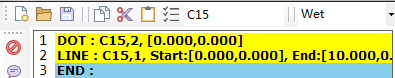 C15 Wet
1 DOT : C15,2, [0.000,0.000]
2 LINE : C15,1, Start:[0.000,0.000], End:[10.000,0.
3 END :